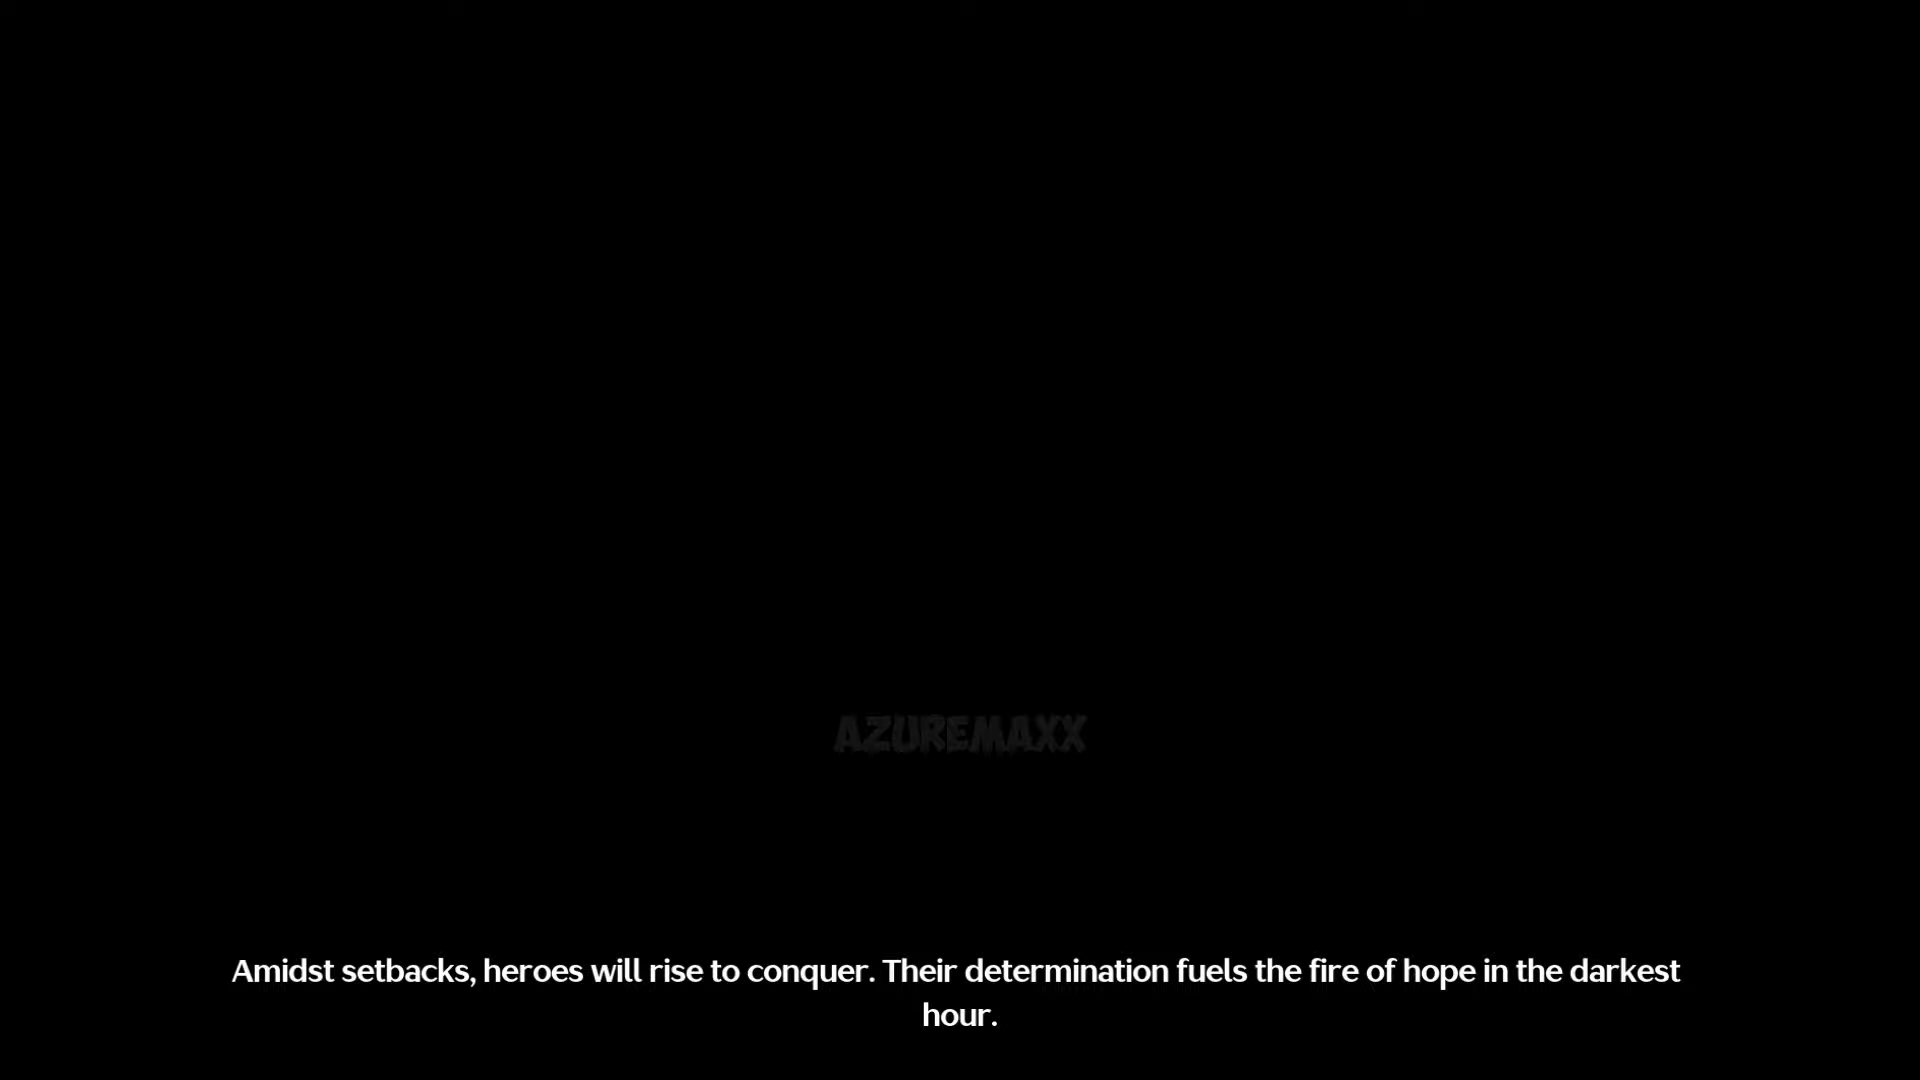 AZUREMAXX
Amidst setbacks, heroes will rise to conquer. Their determination fuels the fire of hope in the darkest
hour.